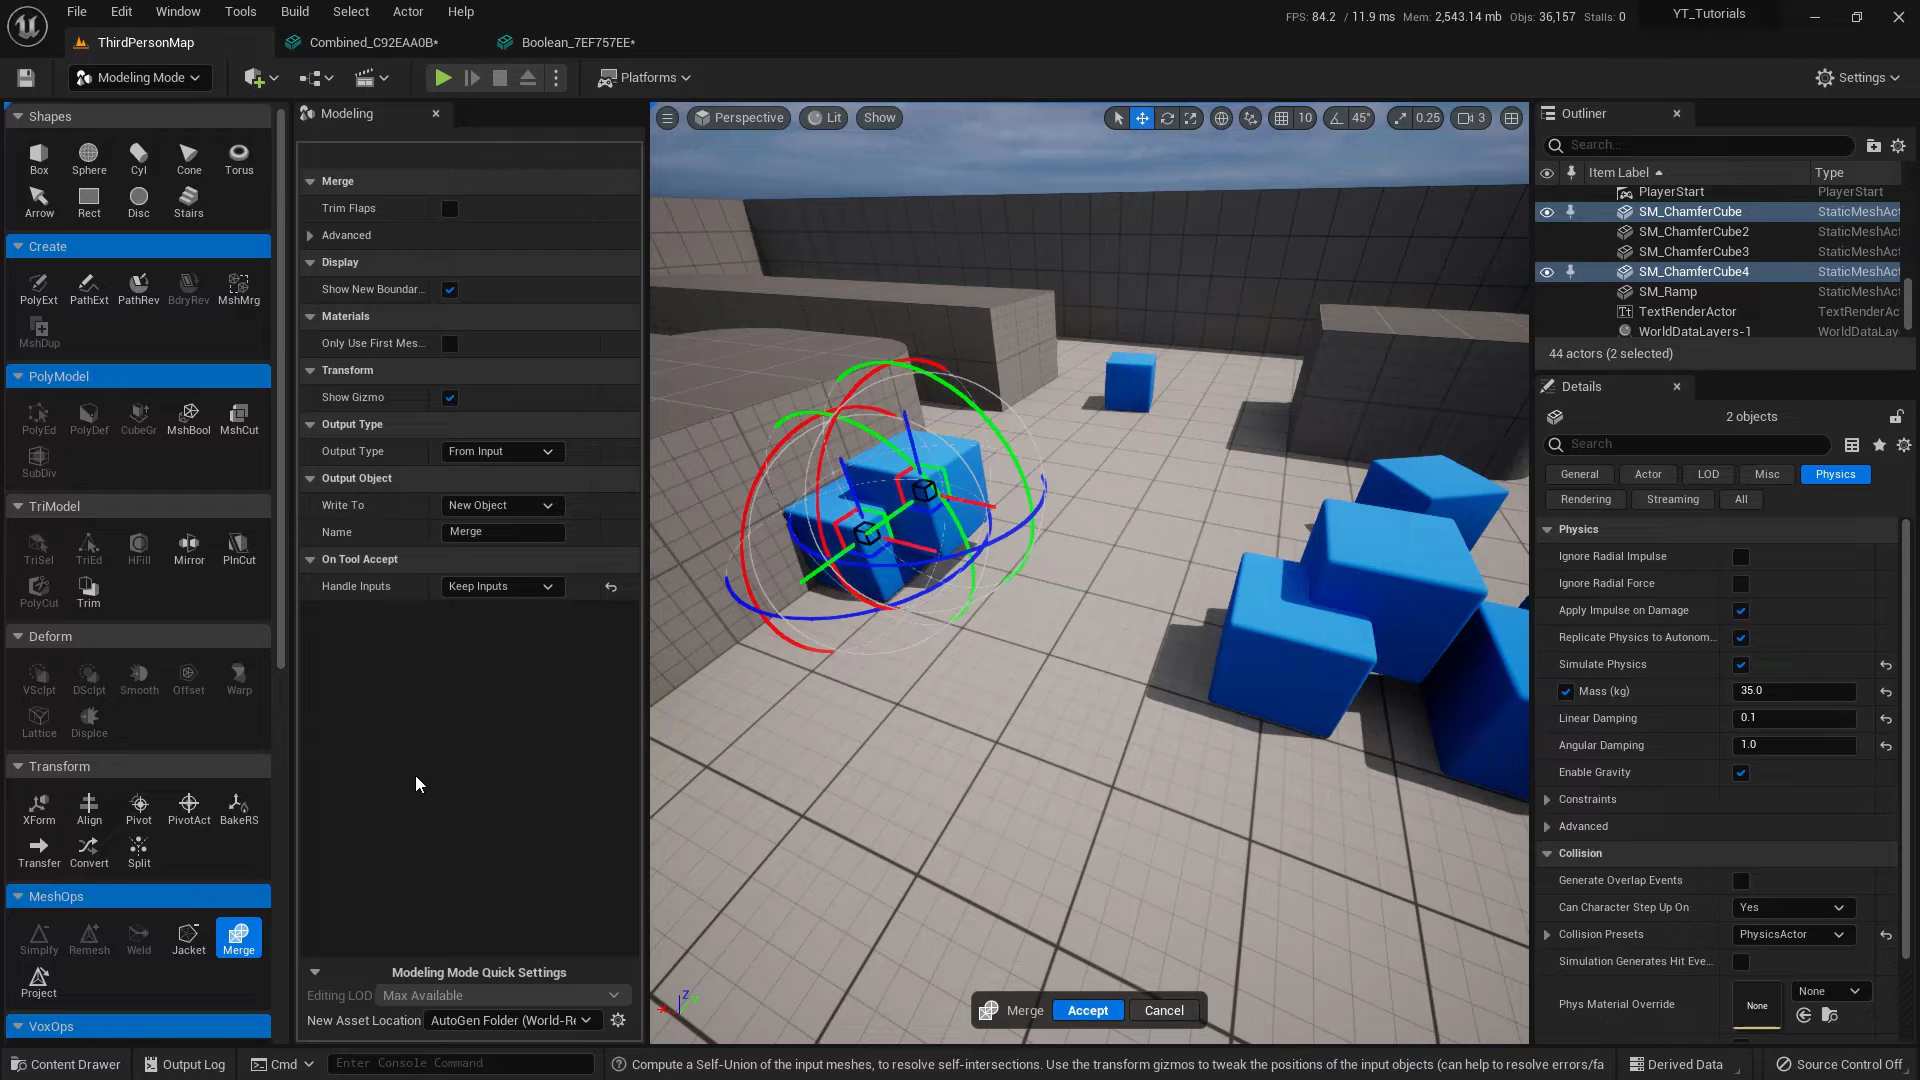 File Edit Window Tools Build Select Actor Help
FPS: 84.2 / 11.9 ms Mem: 2,543.14 mb Objs: 36,157 Stalls: 0
YT_Tutorials
ThirdPersonMap
Combined_C92EAA0B*
Boolean_7EF757EE*
Modeling Mode
Platforms
Settings
Shapes
Box Sphere Cyl Cone Torus
Arrow Rect Disc Stairs
Create
PolyExt PathExt PathRev BdryRev MshMrg
MshDup
PolyModel
PolyEd PolyDef CubeGr MshBool MshCut
SubDiv
TriModel
TriSel TriEd HFill Mirror PlnCut
PolyCut Trim
Deform
VSclpt DSclpt Smooth Offset Warp
Lattice Displce
Transform
XForm Align Pivot PivotAct BakeRS
Transfer Convert Split
MeshOps
Simplfy Remesh Weld Jacket Merge
Project
VoxOps
Modeling
Merge
Trim Flaps
Advanced
Display
Show New Boundar...
Materials
Only Use First Mes...
Transform
Show Gizmo
Output Type
Output Type From Input
Output Object
Write To New Object
Name Merge
On Tool Accept
Handle Inputs Keep Inputs
Modeling Mode Quick Settings
Editing LOD Max Available
New Asset Location AutoGen Folder (World-Re
Perspective Lit Show
10 45° 0.25 3
Z
Merge Accept Cancel
Outliner
Search...
Item Label Type
PlayerStart PlayerStart
SM_ChamferCube StaticMeshAct
SM_ChamferCube2 StaticMeshAct
SM_ChamferCube3 StaticMeshAct
SM_ChamferCube4 StaticMeshAct
SM_Ramp StaticMeshAct
Tt TextRenderActor TextRenderAc
WorldDataLayers-1 WorldDataLay
44 actors (2 selected)
Details
2 objects
Search
General Actor LOD Misc Physics
Rendering Streaming All
Physics
Ignore Radial Impulse
Ignore Radial Force
Apply Impulse on Damage
Replicate Physics to Autonom...
Simulate Physics
Mass (kg) 35.0
Linear Damping 0.1
Angular Damping 1.0
Enable Gravity
Constraints
Advanced
Collision
Generate Overlap Events
Can Character Step Up On Yes
Collision Presets PhysicsActor
Simulation Generates Hit Eve...
Phys Material Override None None
Content Drawer Output Log Cmd Enter Console Command
Compute a Self-Union of the input meshes, to resolve self-intersections. Use the transform gizmos to tweak the positions of the input objects (can help to resolve errors/fa
Derived Data Source Control Off